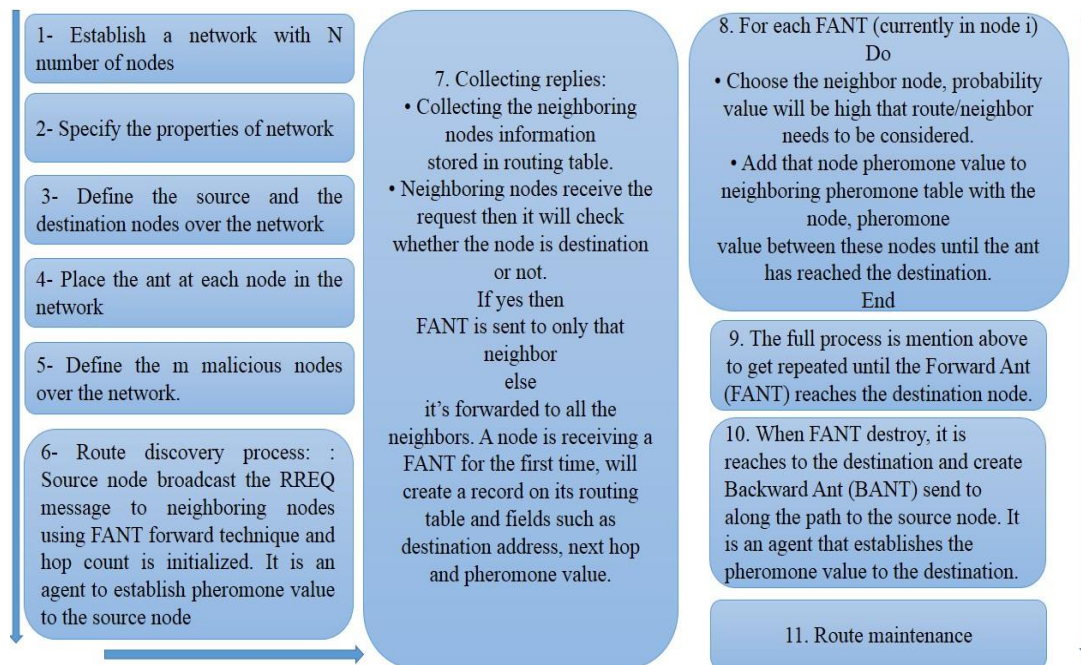 1- Establish a network with N
number of nodes
2- Specify the properties of network
3- Define the source and the
destination nodes over the network
4- Place the ant at each node in the
network
5- Define the m malicious nodes
over the network.
6- Route discovery process: :
Source node broadcast the RREQ
message to neighboring nodes
using FANT forward technique and
hop count is initialized. It is an
agent to establish pheromone value
to the source node
7. Collecting replies:
• Collecting the neighboring
nodes information
stored in routing table.
• Neighboring nodes receive the
request then it will check
whether the node is destination
or not.
If yes then
FANT is sent to only that
neighbor
else
it’s forwarded to all the
neighbors. A node is receiving a
FANT for the first time, will
create a record on its routing
table and fields such as
destination address, next hop
and pheromone value.
8. For each FANT (currently in node i)
Do
• Choose the neighbor node, probability
value will be high that route/neighbor
needs to be considered.
• Add that node pheromone value to
neighboring pheromone table with the
node, pheromone
value between these nodes until the ant
has reached the destination.
End
9. The full process is mention above
to get repeated until the Forward Ant
(FANT) reaches the destination node.
10. When FANT destroy, it is
reaches to the destination and create
Backward Ant (BANT) send to
along the path to the source node. It
is an agent that establishes the
pheromone value to the destination.
11. Route maintenance